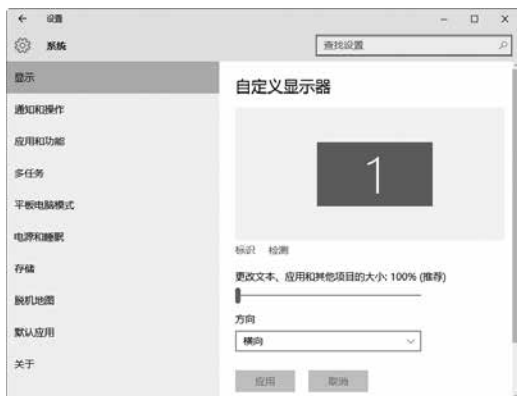 ← 设置 － □ ×
系统 查找设置
显示
通知和操作
应用和功能
多任务
平板电脑模式
电源和睡眠
存储
脱机地图
默认应用
关于
自定义显示器
1
标识 检测
更改文本、应用和其他项目的大小: 100% (推荐)
方向
横向
应用 取消